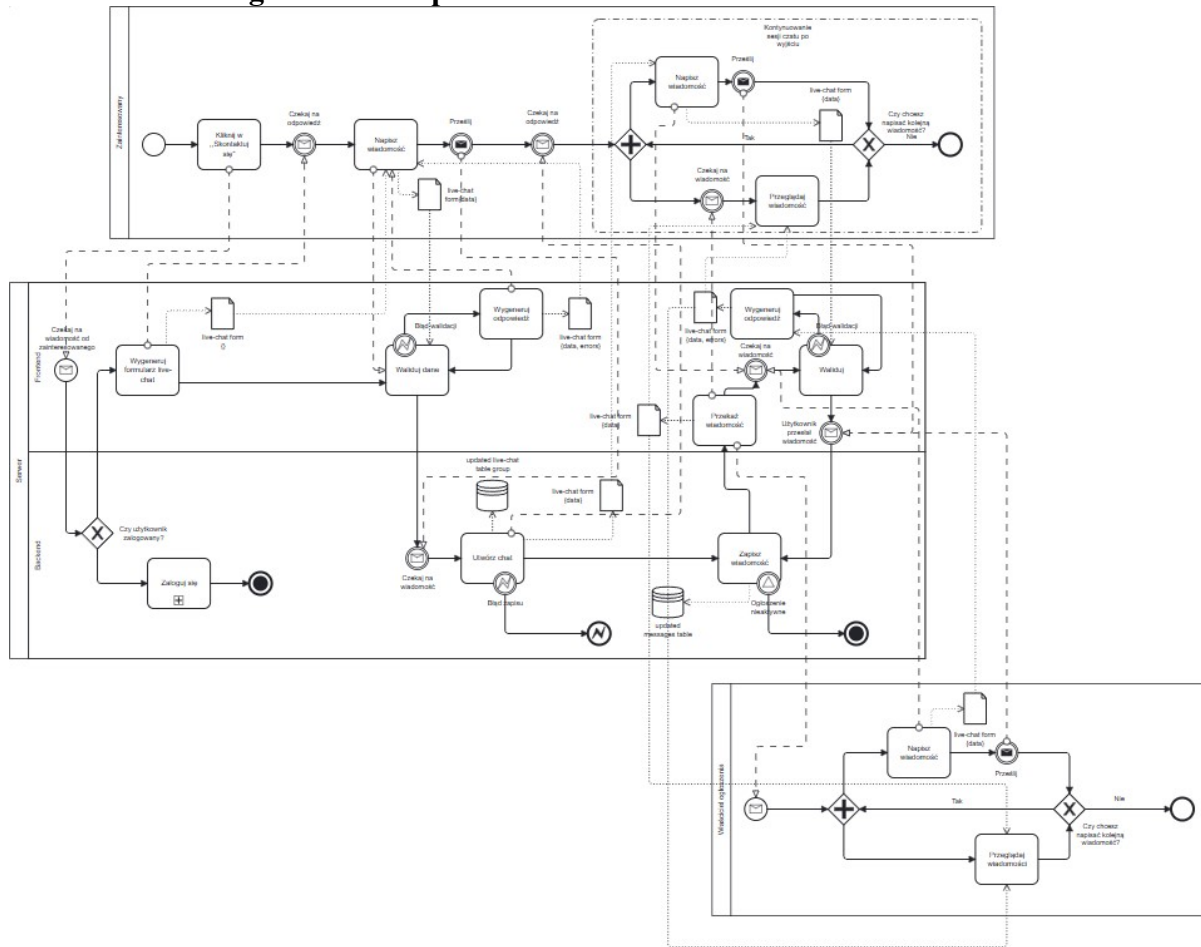 Kontynuowanie
sesji czatu po
wyjściu
Zainteresowany
Kliknij w
,,Skontaktuj
się"
Czekaj na
odpowiedź
Napisz
wiadomość
Prześlij
Czekaj na
odpowiedź
live-chat
form(data)
Napisz
wiadomość
Prześlij
live-chat form
(data)
Tak
Czekaj na
wiadomość
Przeglądaj
wiadomość
Czy chcesz
napisać kolejną
wiadomość?
Nie
Serwer
Frontend
Czekaj na
wiadomość od
zainteresowanego
Wygeneruj
formularz live-
chat
live-chat form
()
Błąd walidacji
Waliduj dane
Wygeneruj
odpowiedź
live-chat form
(data, errors)
live-chat form
(data, errors)
Wygeneruj
odpowiedź
Błąd walidacji
Czekaj na
wiadomość
Waliduj
live-chat form
(data)
Przekaż
wiadomość
Użytkownik
przesłał
wiadomość
Backend
Czy użytkownik
zalogowany?
Zaloguj się
updated live-chat
table group
live-chat form
(data)
Czekaj na
wiadomość
Utwórz chat
Błąd zapisu
Zapisz
wiadomość
Ogłoszenie
nieaktywne
updated
messages table
Właściciel ogłoszenia
Napisz
wiadomość
live-chat form
(data)
Prześlij
Tak
Nie
Czy chcesz
napisać kolejną
wiadomość?
Przeglądaj
wiadomości